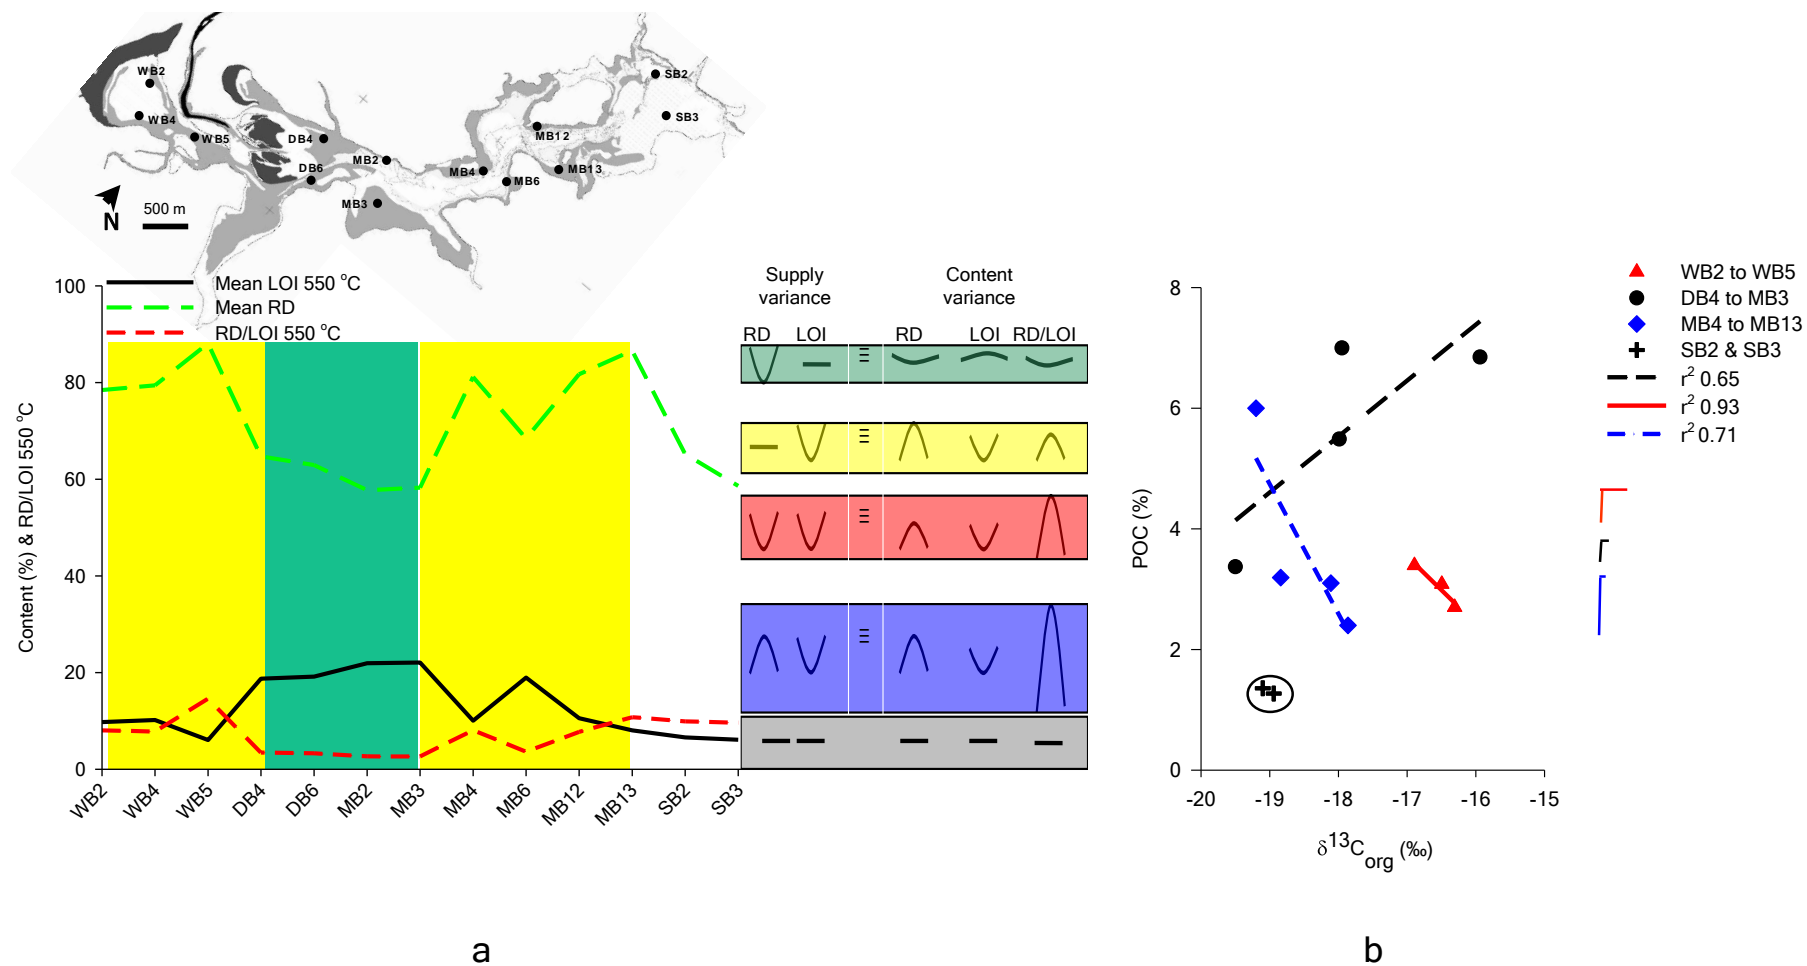 WB2
WB4
WB5
DB4
DB6
MB2
MB3
MB4
MB6
MB12
MB13
SB2
SB3
N
500 m
Mean LOI 550 °C
Mean RD
RD/LOI 550 °C
Content (%) & RD/LOI 550 °C
100
80
60
40
20
0
WB2 WB4 WB5 DB4 DB6 MB2 MB3 MB4 MB6 MB12 MB13 SB2 SB3
Supply
variance
Content
variance
RD LOI RD LOI RD/LOI
a
POC (%)
8
6
4
2
0
-20 -19 -18 -17 -16 -15
δ¹³Corg (‰)
WB2 to WB5
DB4 to MB3
MB4 to MB13
SB2 & SB3
r² 0.65
r² 0.93
r² 0.71
b